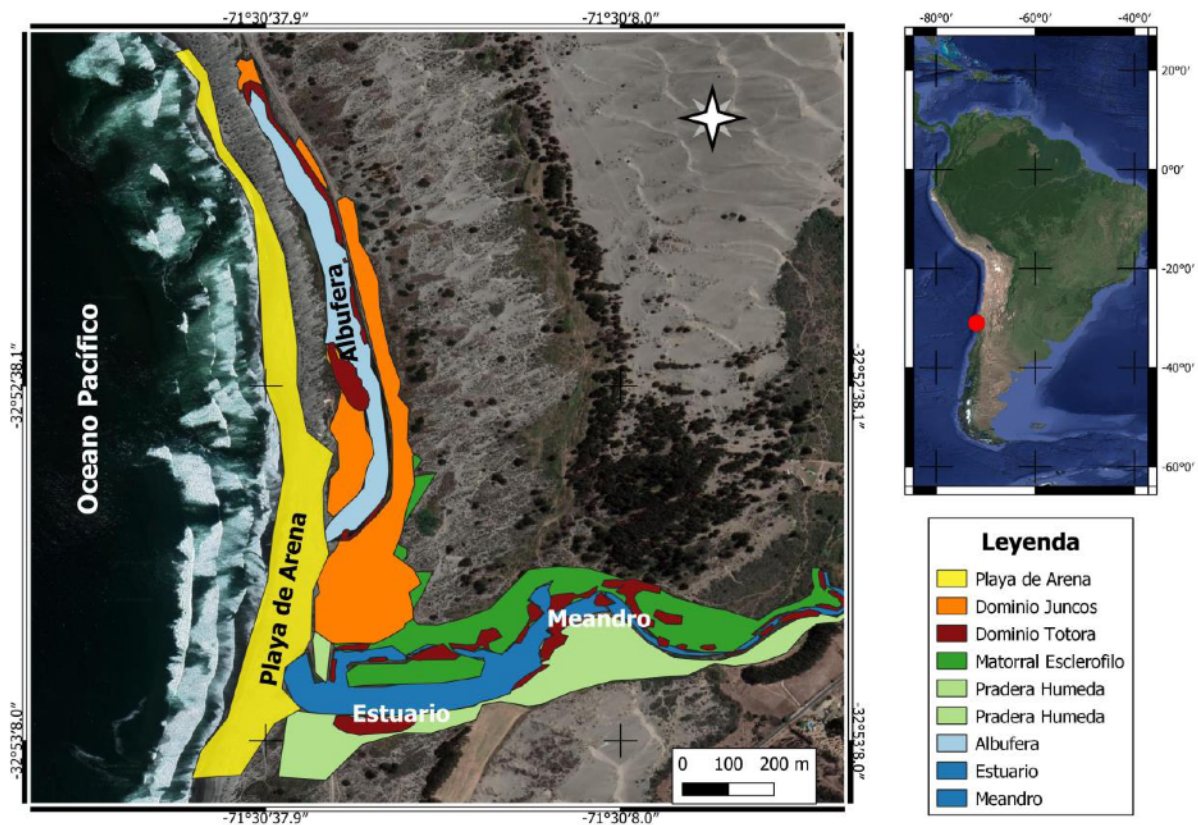 -71°30′37.9″
-71°30′8.0″
-80°0′
-60°0′
-40°0′
20°0′
0°0′
-20°0′
-40°0′
-60°0′
Oceano Pacífico
Albufera
Playa de Arena
Meandro
Estuario
-32°52′38.1″
-32°52′38.1″
-32°53′8.0″
-32°53′8.0″
0 100 200 m
-71°30′37.9″
-71°30′8.0″
Leyenda
Playa de Arena
Dominio Juncos
Dominio Totora
Matorral Esclerofilo
Pradera Humeda
Pradera Humeda
Albufera
Estuario
Meandro